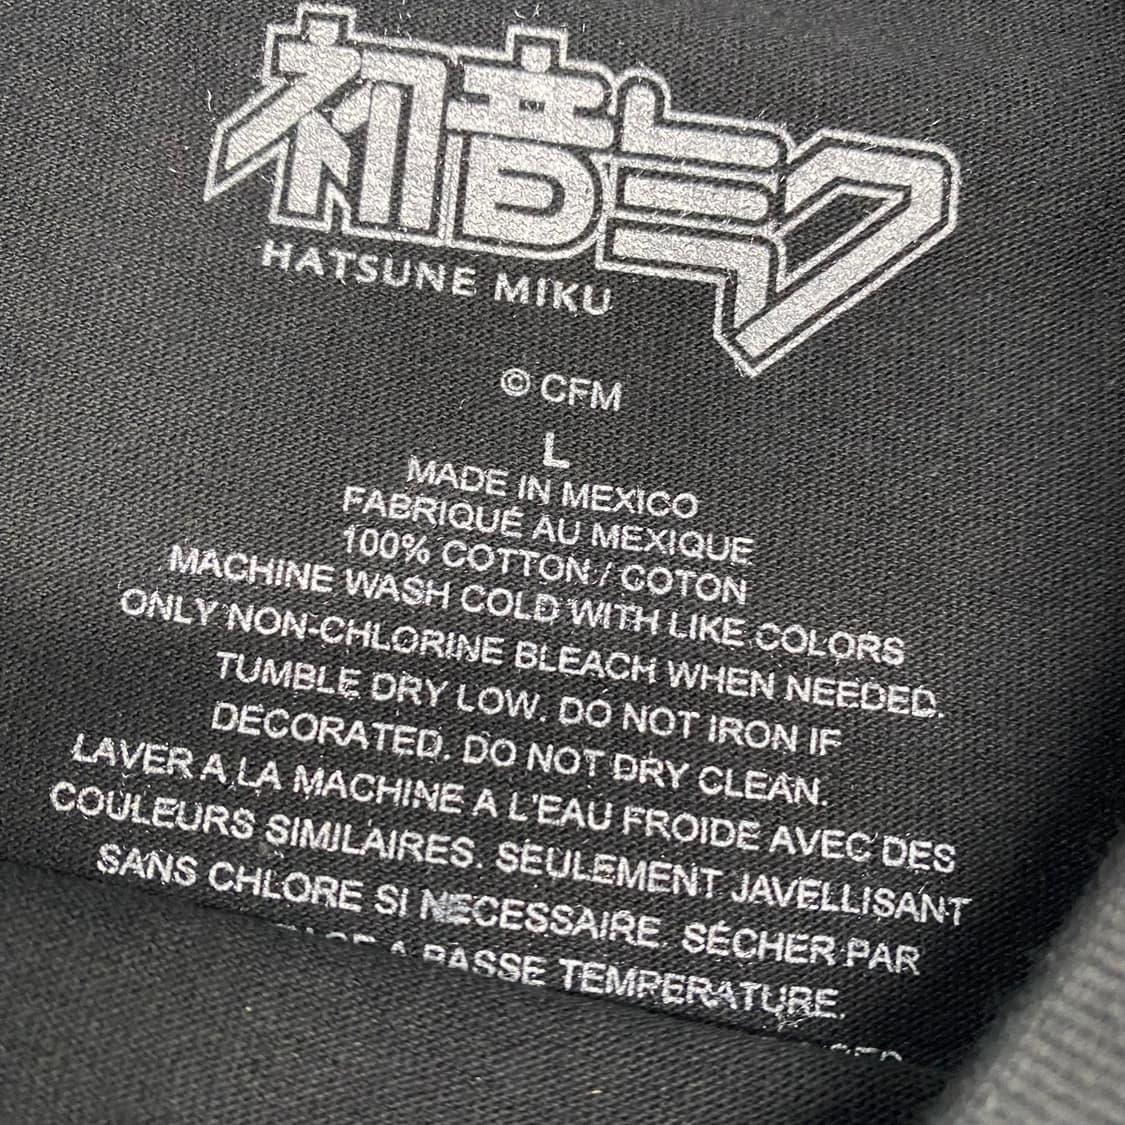 初音ミク
HATSUNE MIKU
© CFM
L
MADE IN MEXICO
FABRIQUÉ AU MEXIQUE
100% COTTON / COTON
MACHINE WASH COLD WITH LIKE COLORS
ONLY NON-CHLORINE BLEACH WHEN NEEDED.
TUMBLE DRY LOW. DO NOT IRON IF
DECORATED. DO NOT DRY CLEAN.
LAVER A LA MACHINE A L'EAU FROIDE AVEC DES
COULEURS SIMILAIRES. SEULEMENT JAVELLISANT
SANS CHLORE SI NECESSAIRE. SÉCHER PAR
A BASSE TEMPERATURE.